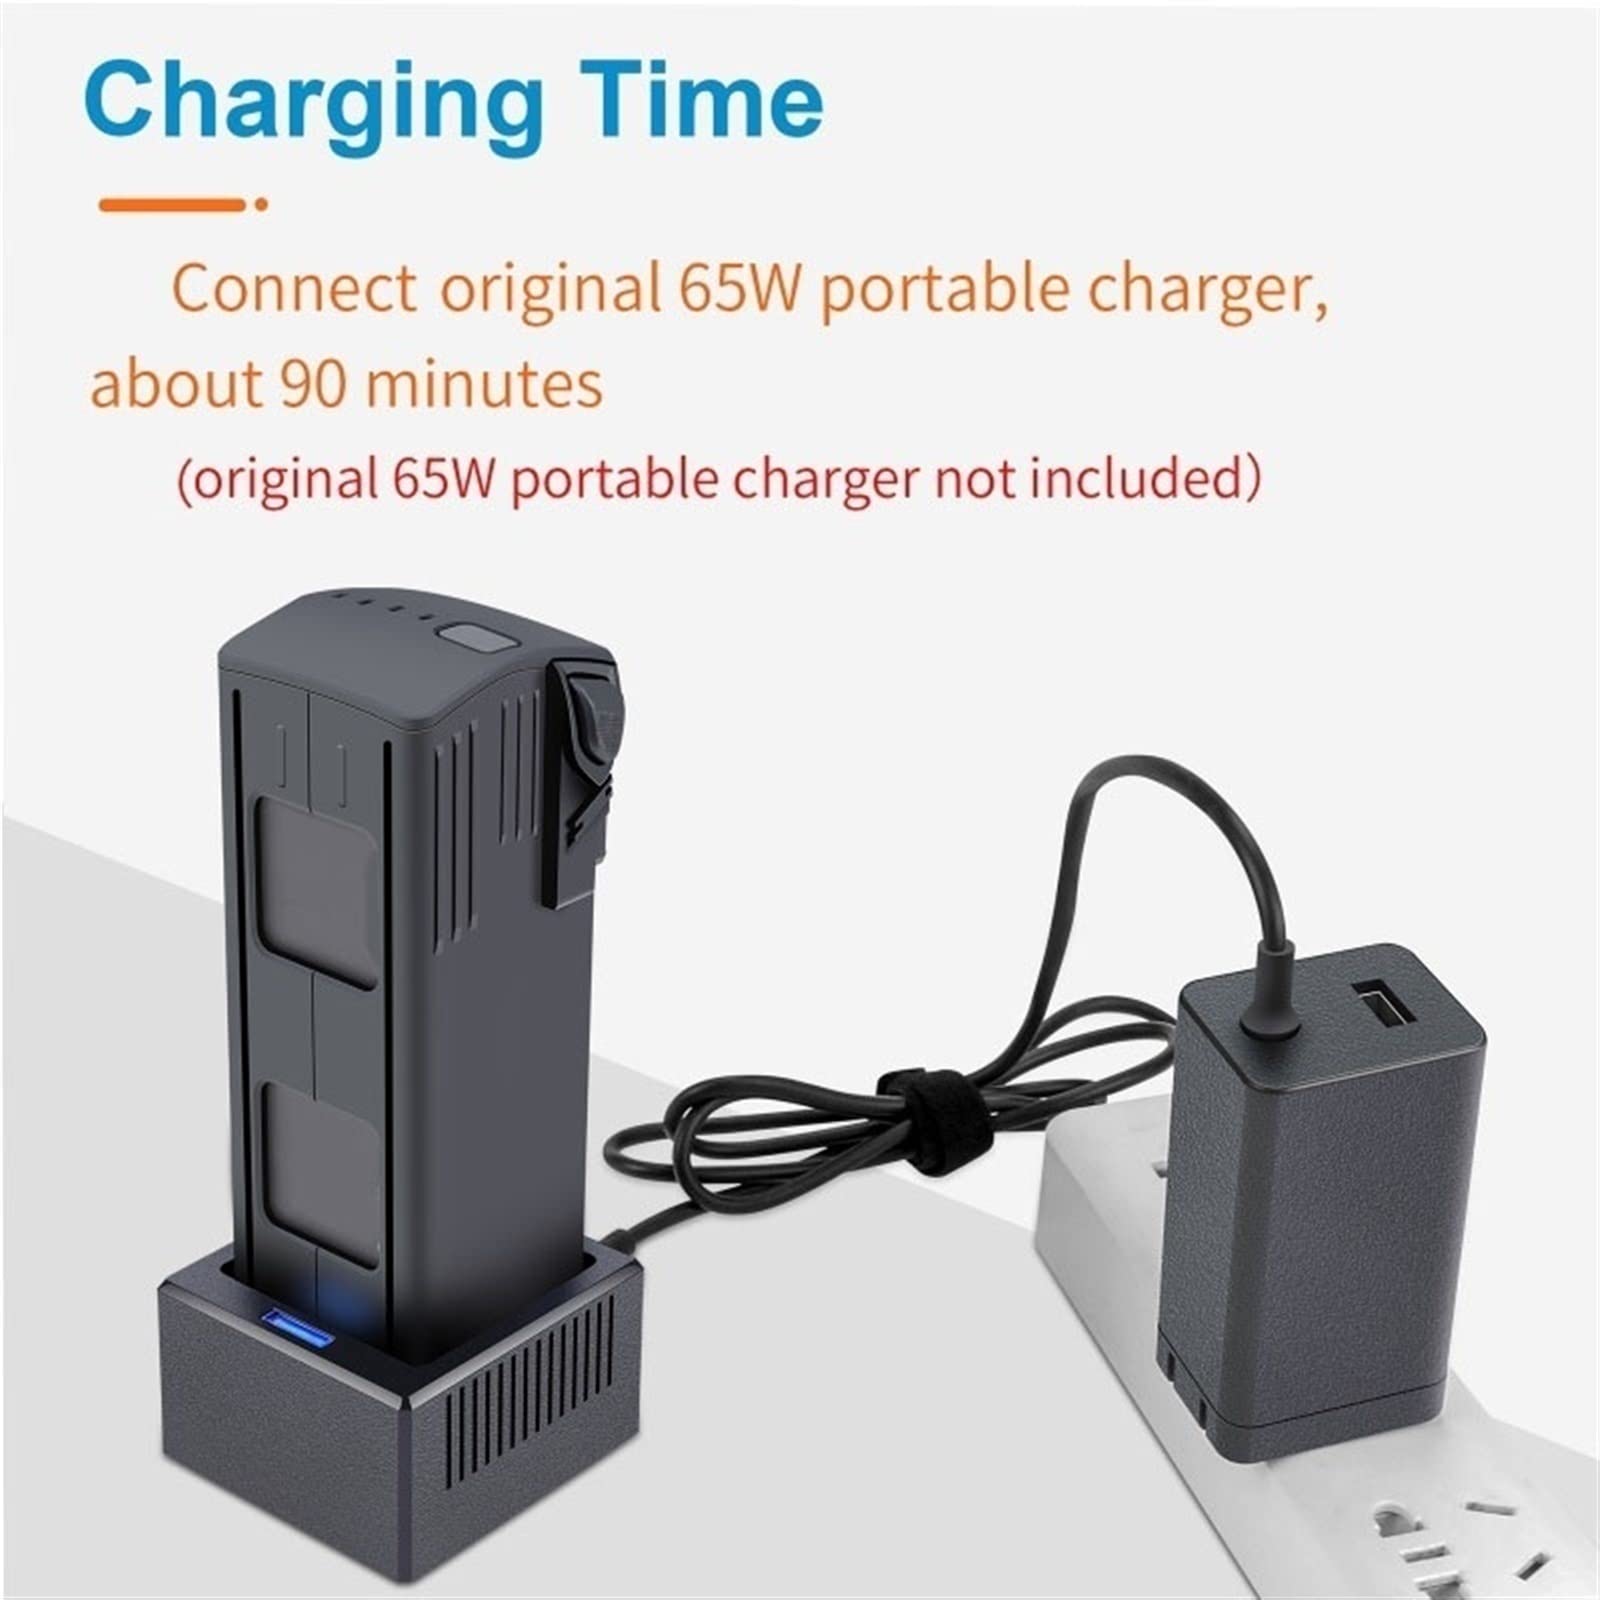 Charging Time
Connect original 65W portable charger,
about 90 minutes
(original 65W portable charger not included)